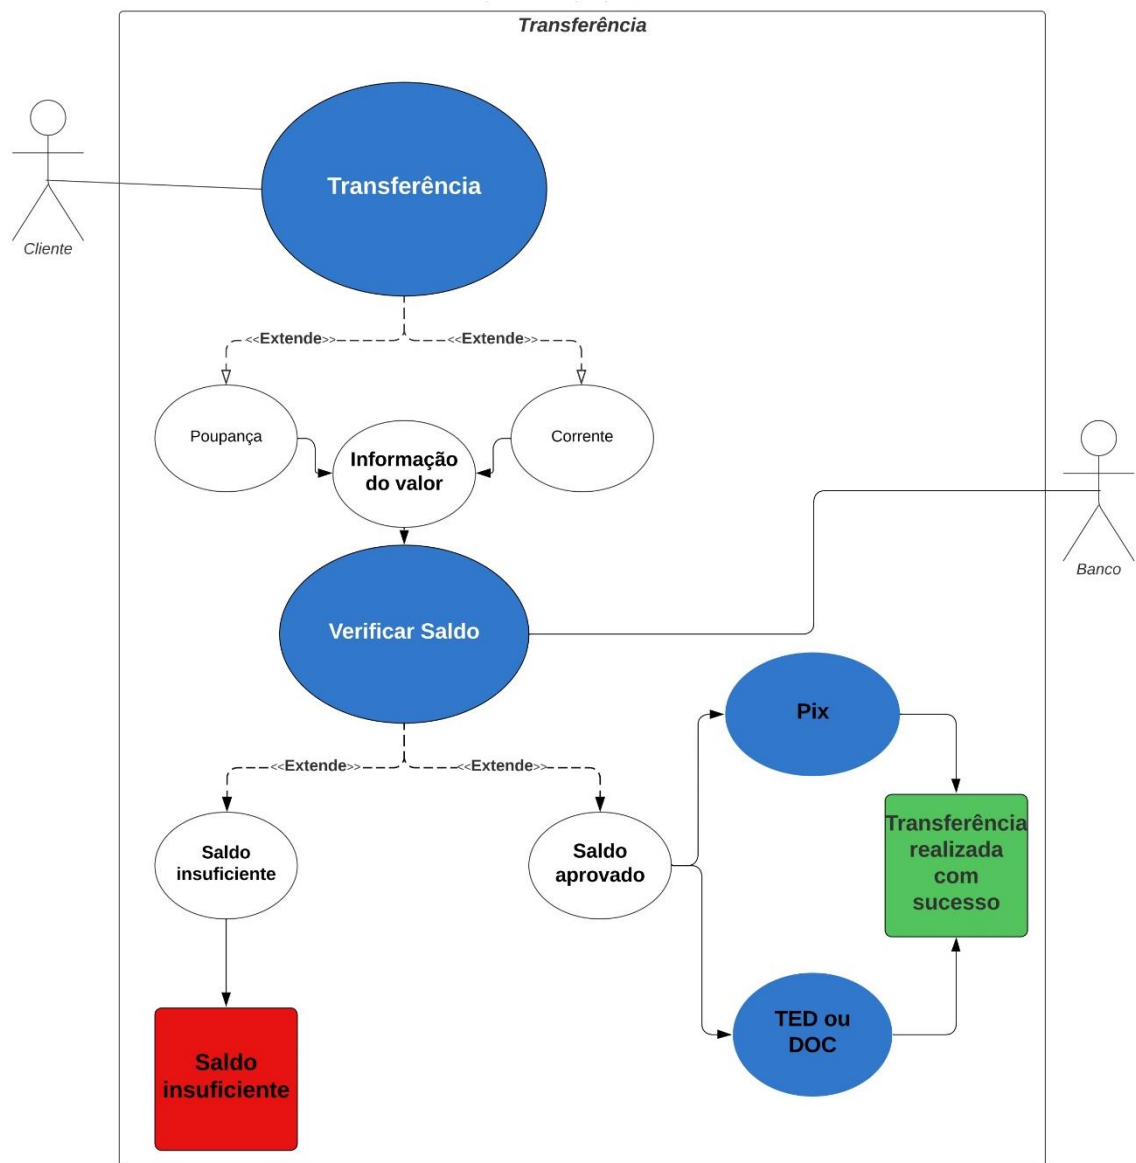 Transferência
Transferência
Cliente
<<Extende>>
<<Extende>>
Poupança
Corrente
Informação
do valor
Banco
Verificar Saldo
Pix
<<Extende>>
<<Extende>>
Transferência
realizada
com
sucesso
Saldo
insuficiente
Saldo
aprovado
TED ou
DOC
Saldo
insuficiente